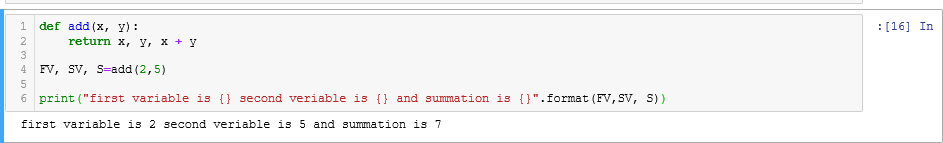 :[16] In
1 def add(x, y):
2     return x, y, x + y
3
4 FV, SV, S=add(2,5)
5
6 print("first variable is {} second veriable is {} and summation is {}".format(FV,SV, S))
first variable is 2 second veriable is 5 and summation is 7